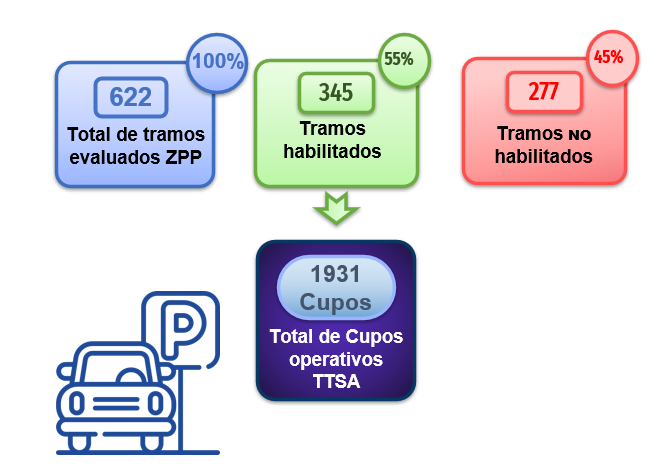 100%
622
Total de tramos
evaluados ZPP
55%
345
Tramos
habilitados
45%
277
Tramos NO
habilitados
1931
Cupos
Total de Cupos
operativos
TTSA
P